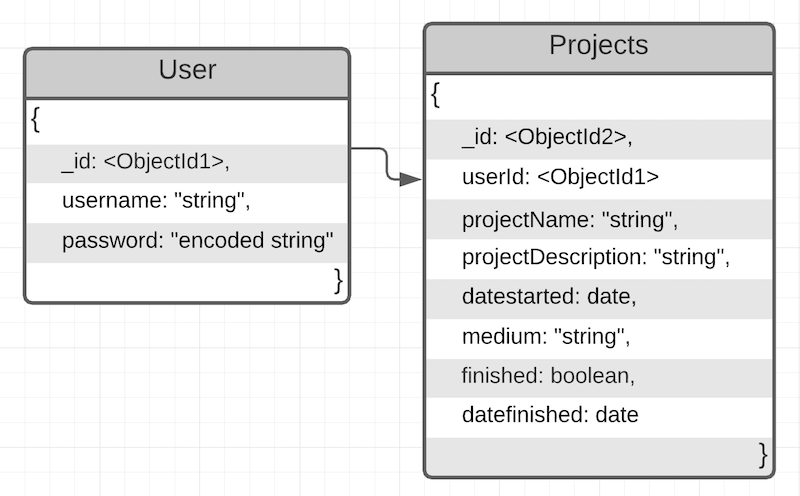 User
{
_id: <ObjectId1>,
username: "string",
password: "encoded string"
}
Projects
{
_id: <ObjectId2>,
userId: <ObjectId1>
projectName: "string",
projectDescription: "string",
datestarted: date,
medium: "string",
finished: boolean,
datefinished: date
}